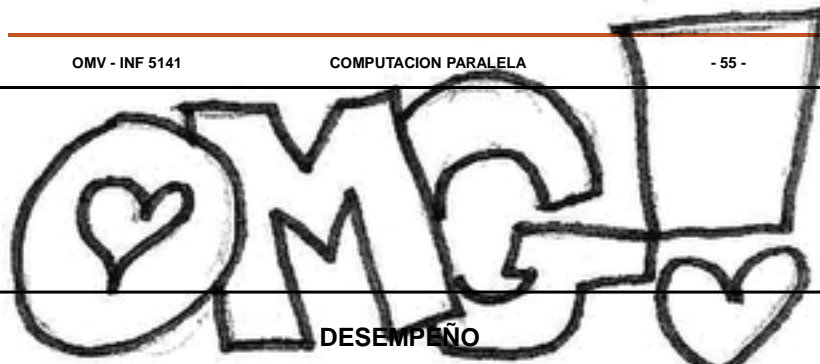 OMV - INF 5141 COMPUTACION PARALELA - 55 -
OMG!
DESEMPEÑO